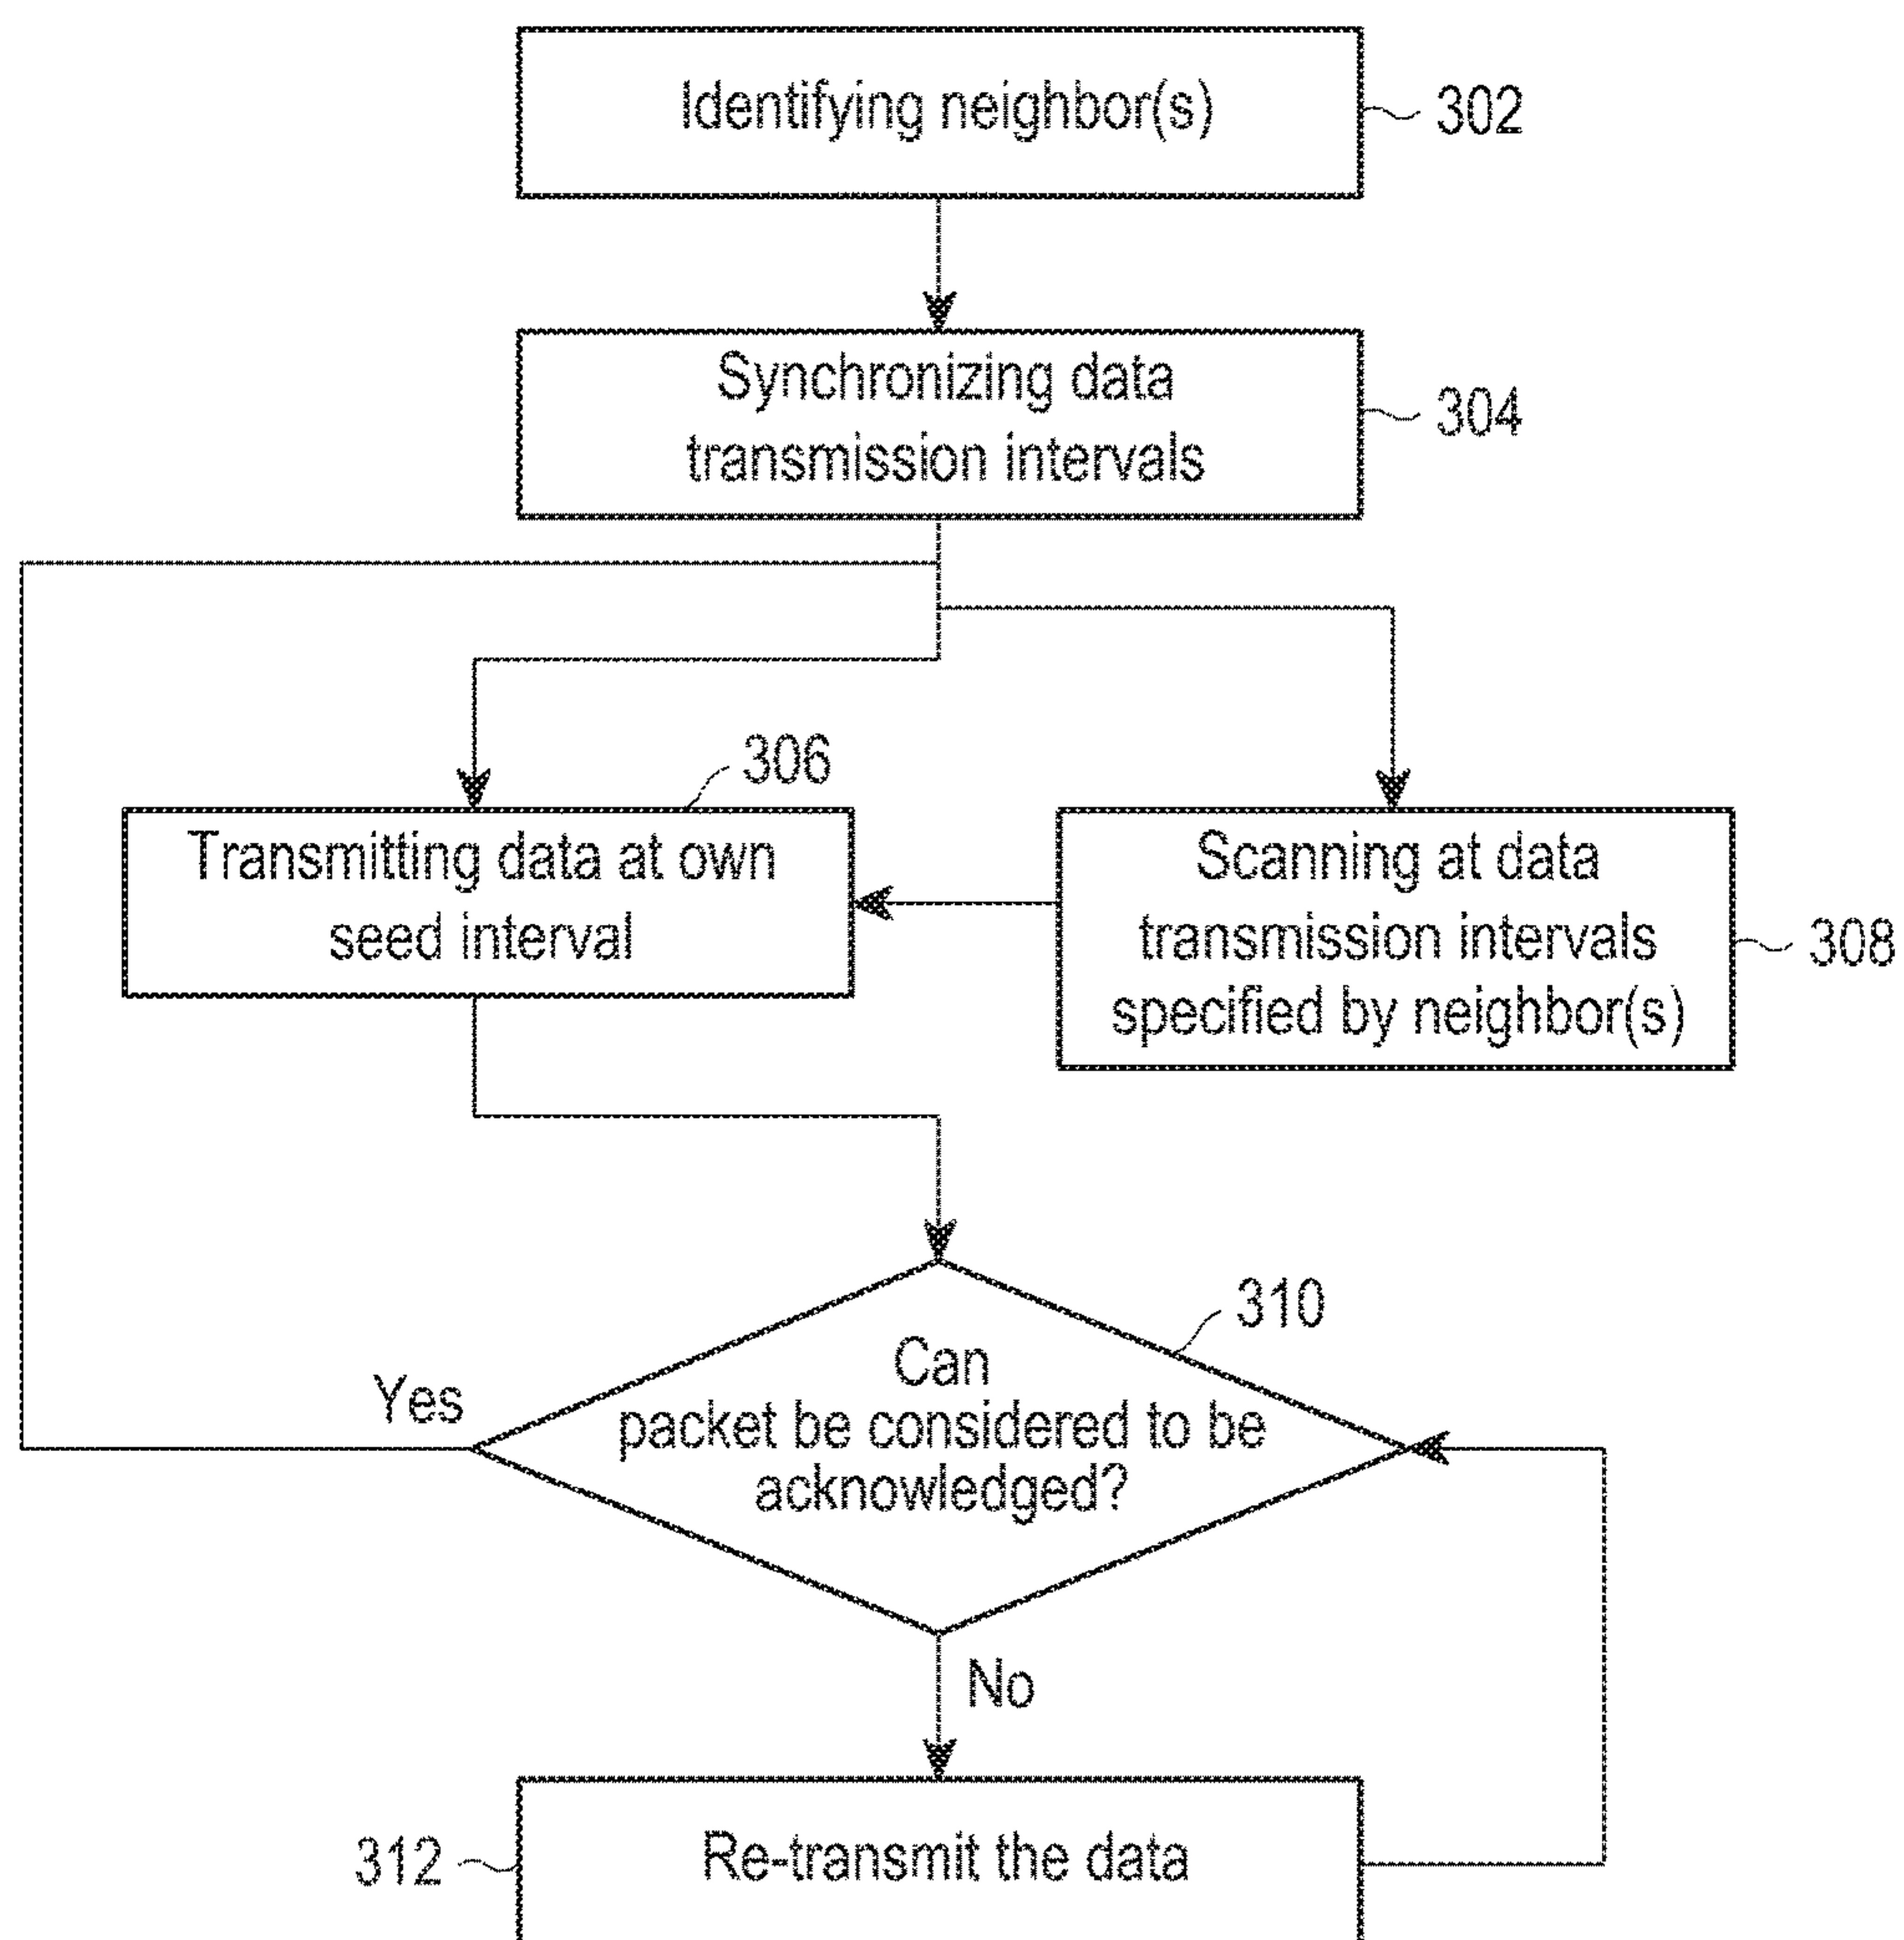 Identifying neighbor(s)
302
Synchronizing data
transmission intervals
304
306
Transmitting data at own
seed interval
Scanning at data
transmission intervals
specified by neighbor(s)
308
310
Can
packet be considered to be
acknowledged?
Yes
No
312
Re-transmit the data